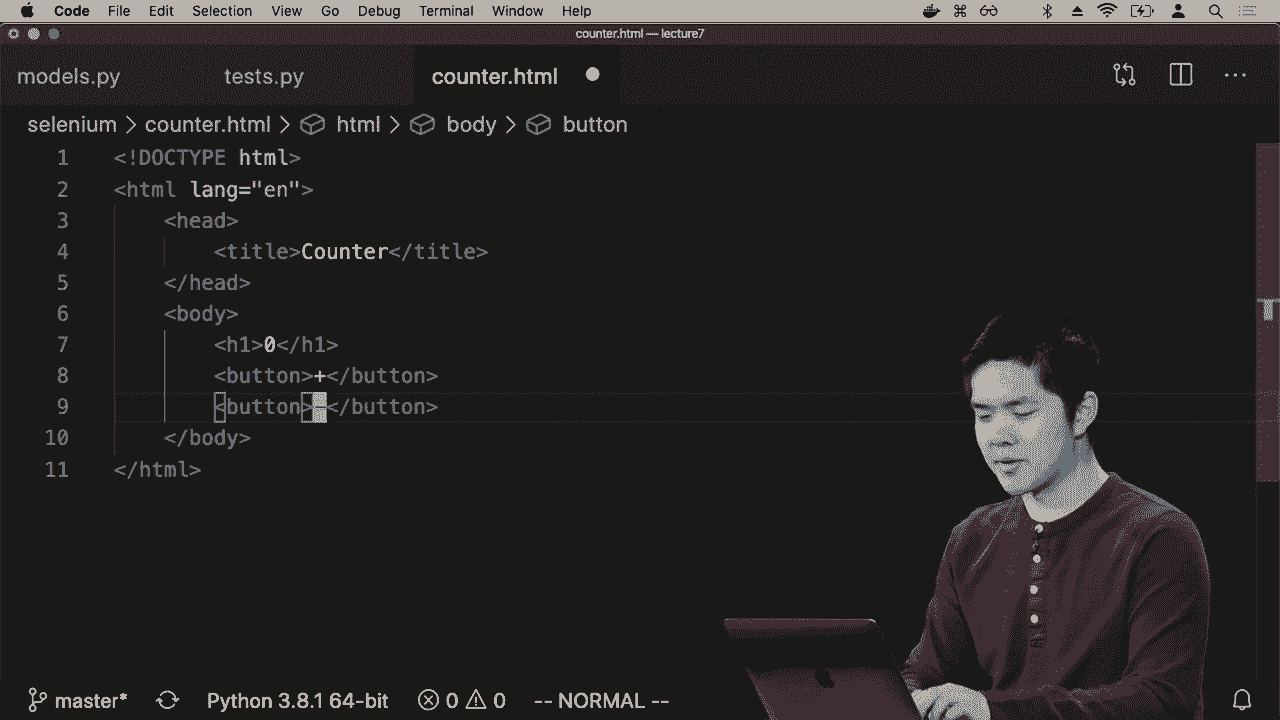 Code File Edit Selection View Go Debug Terminal Window Help
counter.html — lecture7
models.py tests.py counter.html
selenium > counter.html > html > body > button
1 <!DOCTYPE html>
2 <html lang="en">
3 <head>
4 <title>Counter</title>
5 </head>
6 <body>
7 <h1>0</h1>
8 <button>+</button>
9 <button>-</button>
10 </body>
11 </html>
master* Python 3.8.1 64-bit 0 0 -- NORMAL --